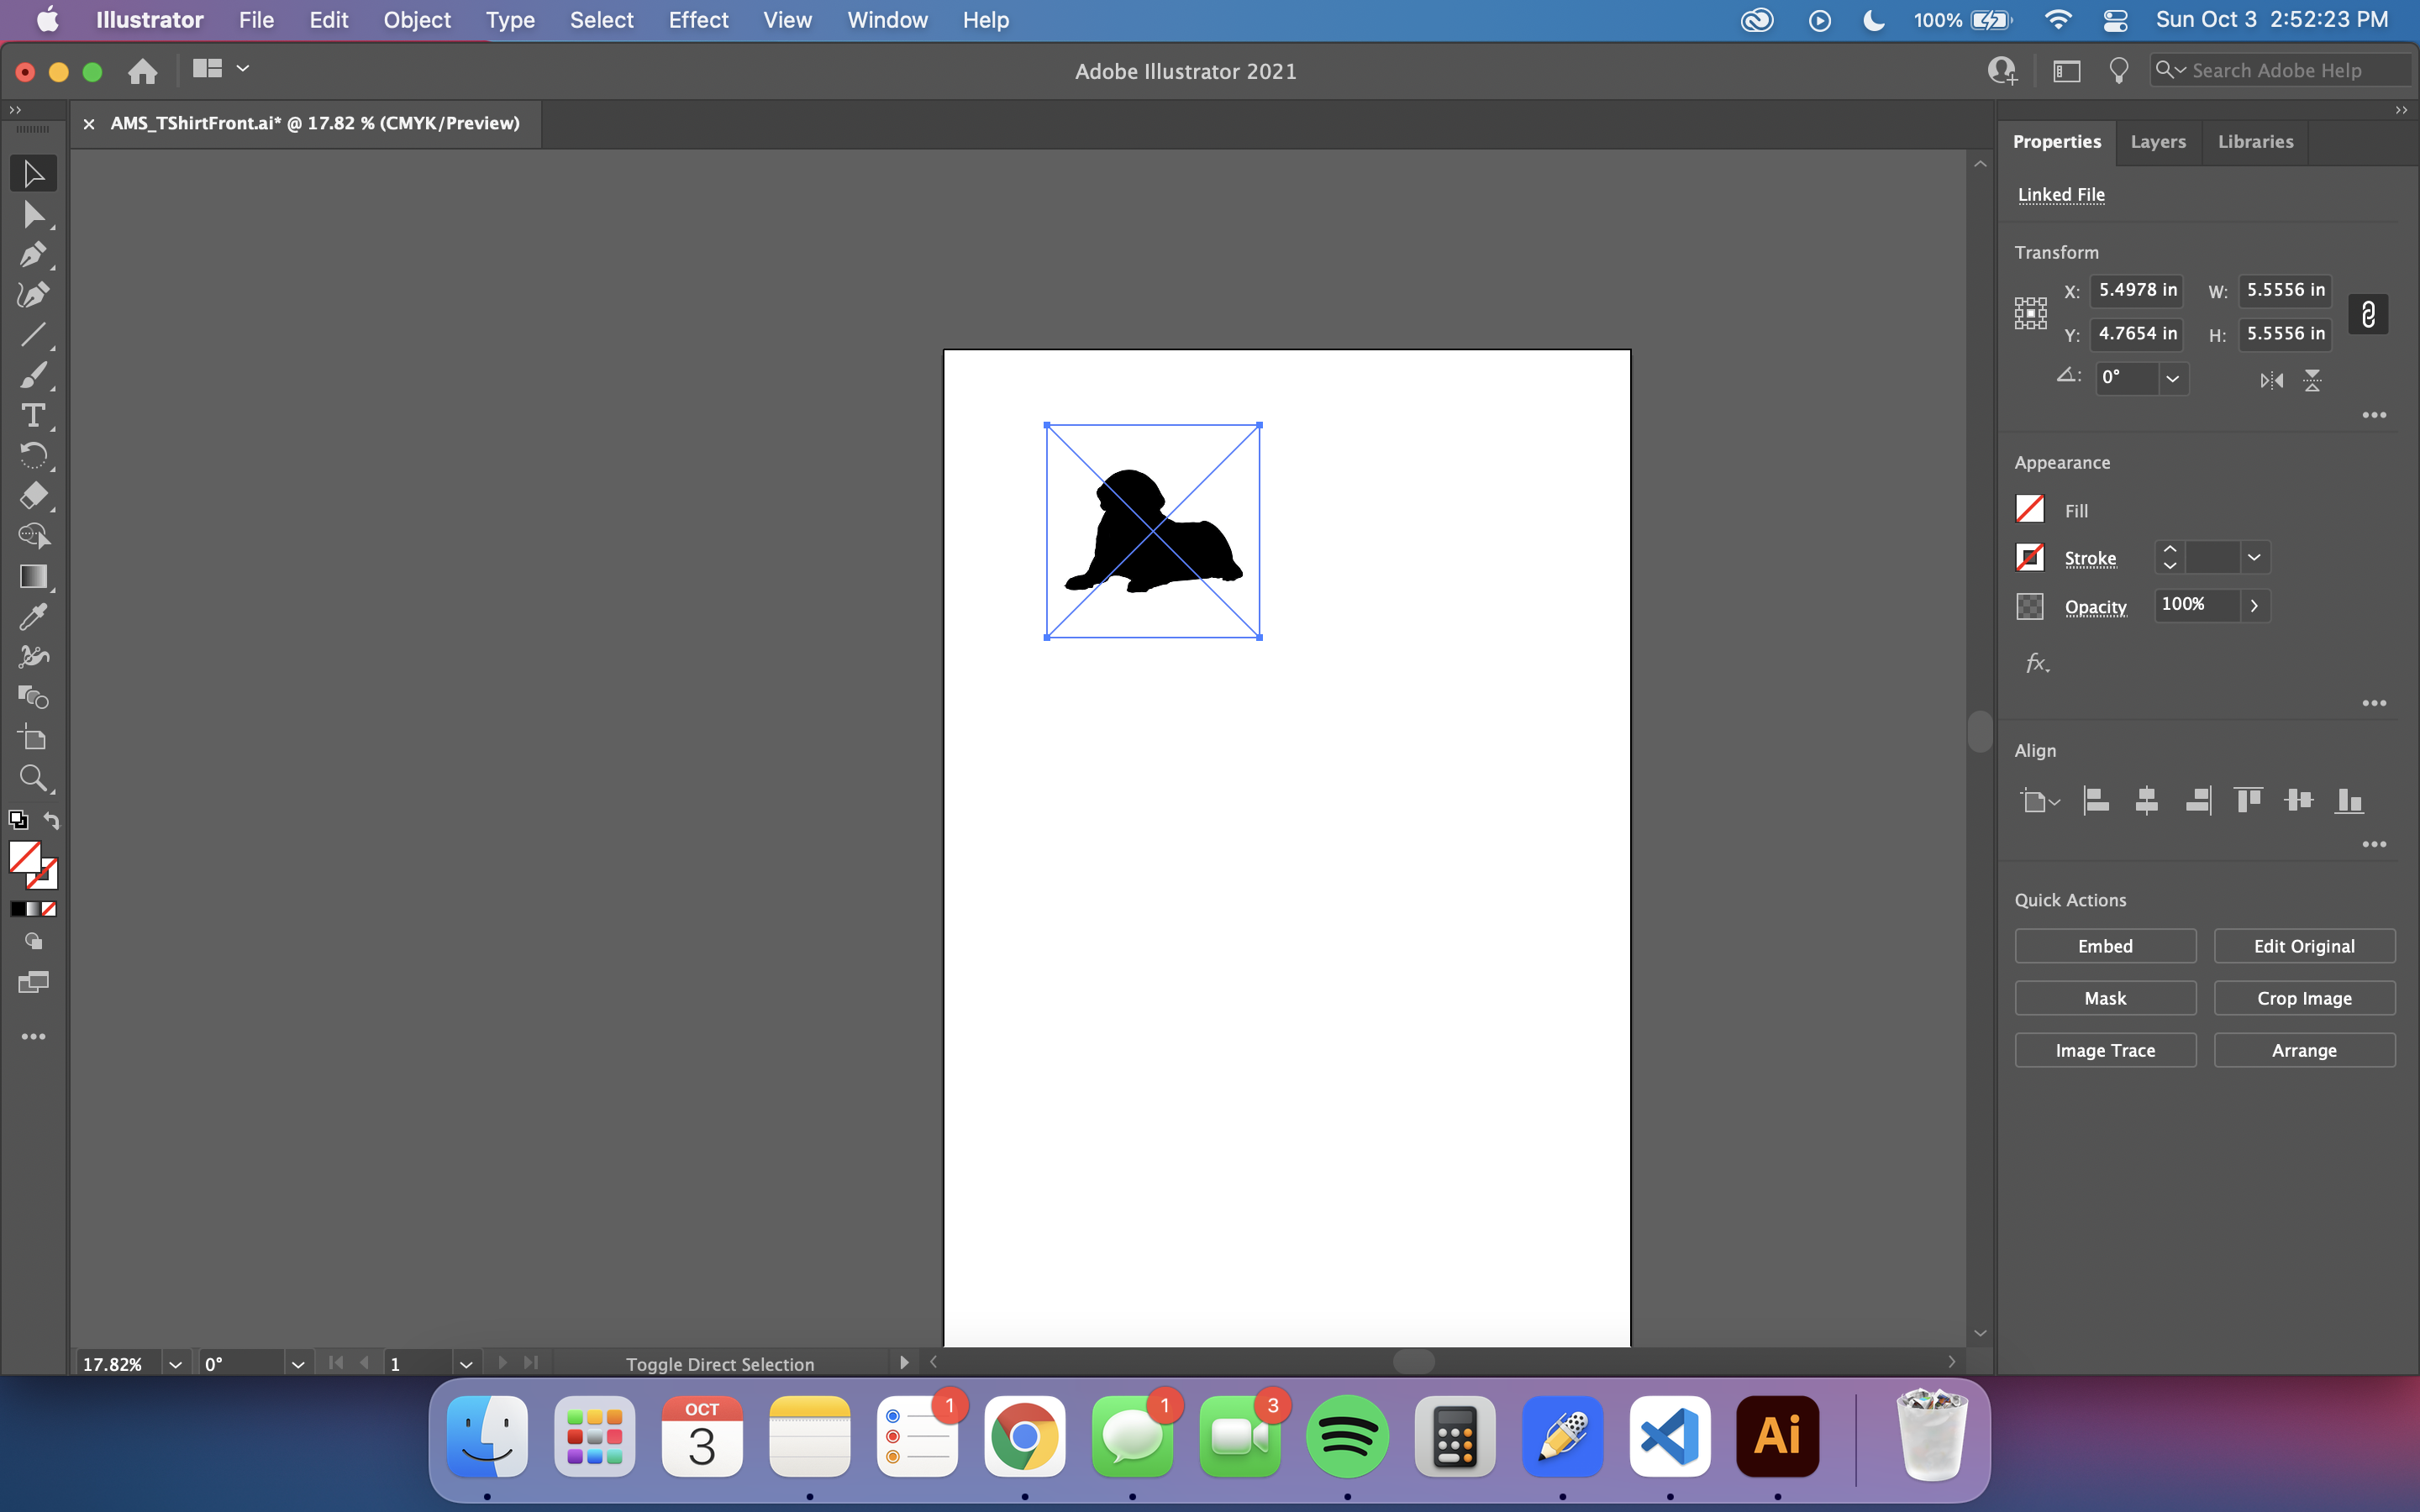 Illustrator File Edit Object Type Select Effect View Window Help 100% Sun Oct 3 2:52:23 PM
Adobe Illustrator 2021 Search Adobe Help
AMS_TShirtFront.ai* @ 17.82 % (CMYK/Preview)
Properties Layers Libraries
Linked File
Transform
X: 5.4978 in W: 5.5556 in
Y: 4.7654 in H: 5.5556 in
0°
Appearance
Fill
Stroke
Opacity 100%
fx
Align
Quick Actions
Embed Edit Original
Mask Crop Image
Image Trace Arrange
17.82% 0° 1 Toggle Direct Selection
OCT
3
1
1
3
Ai